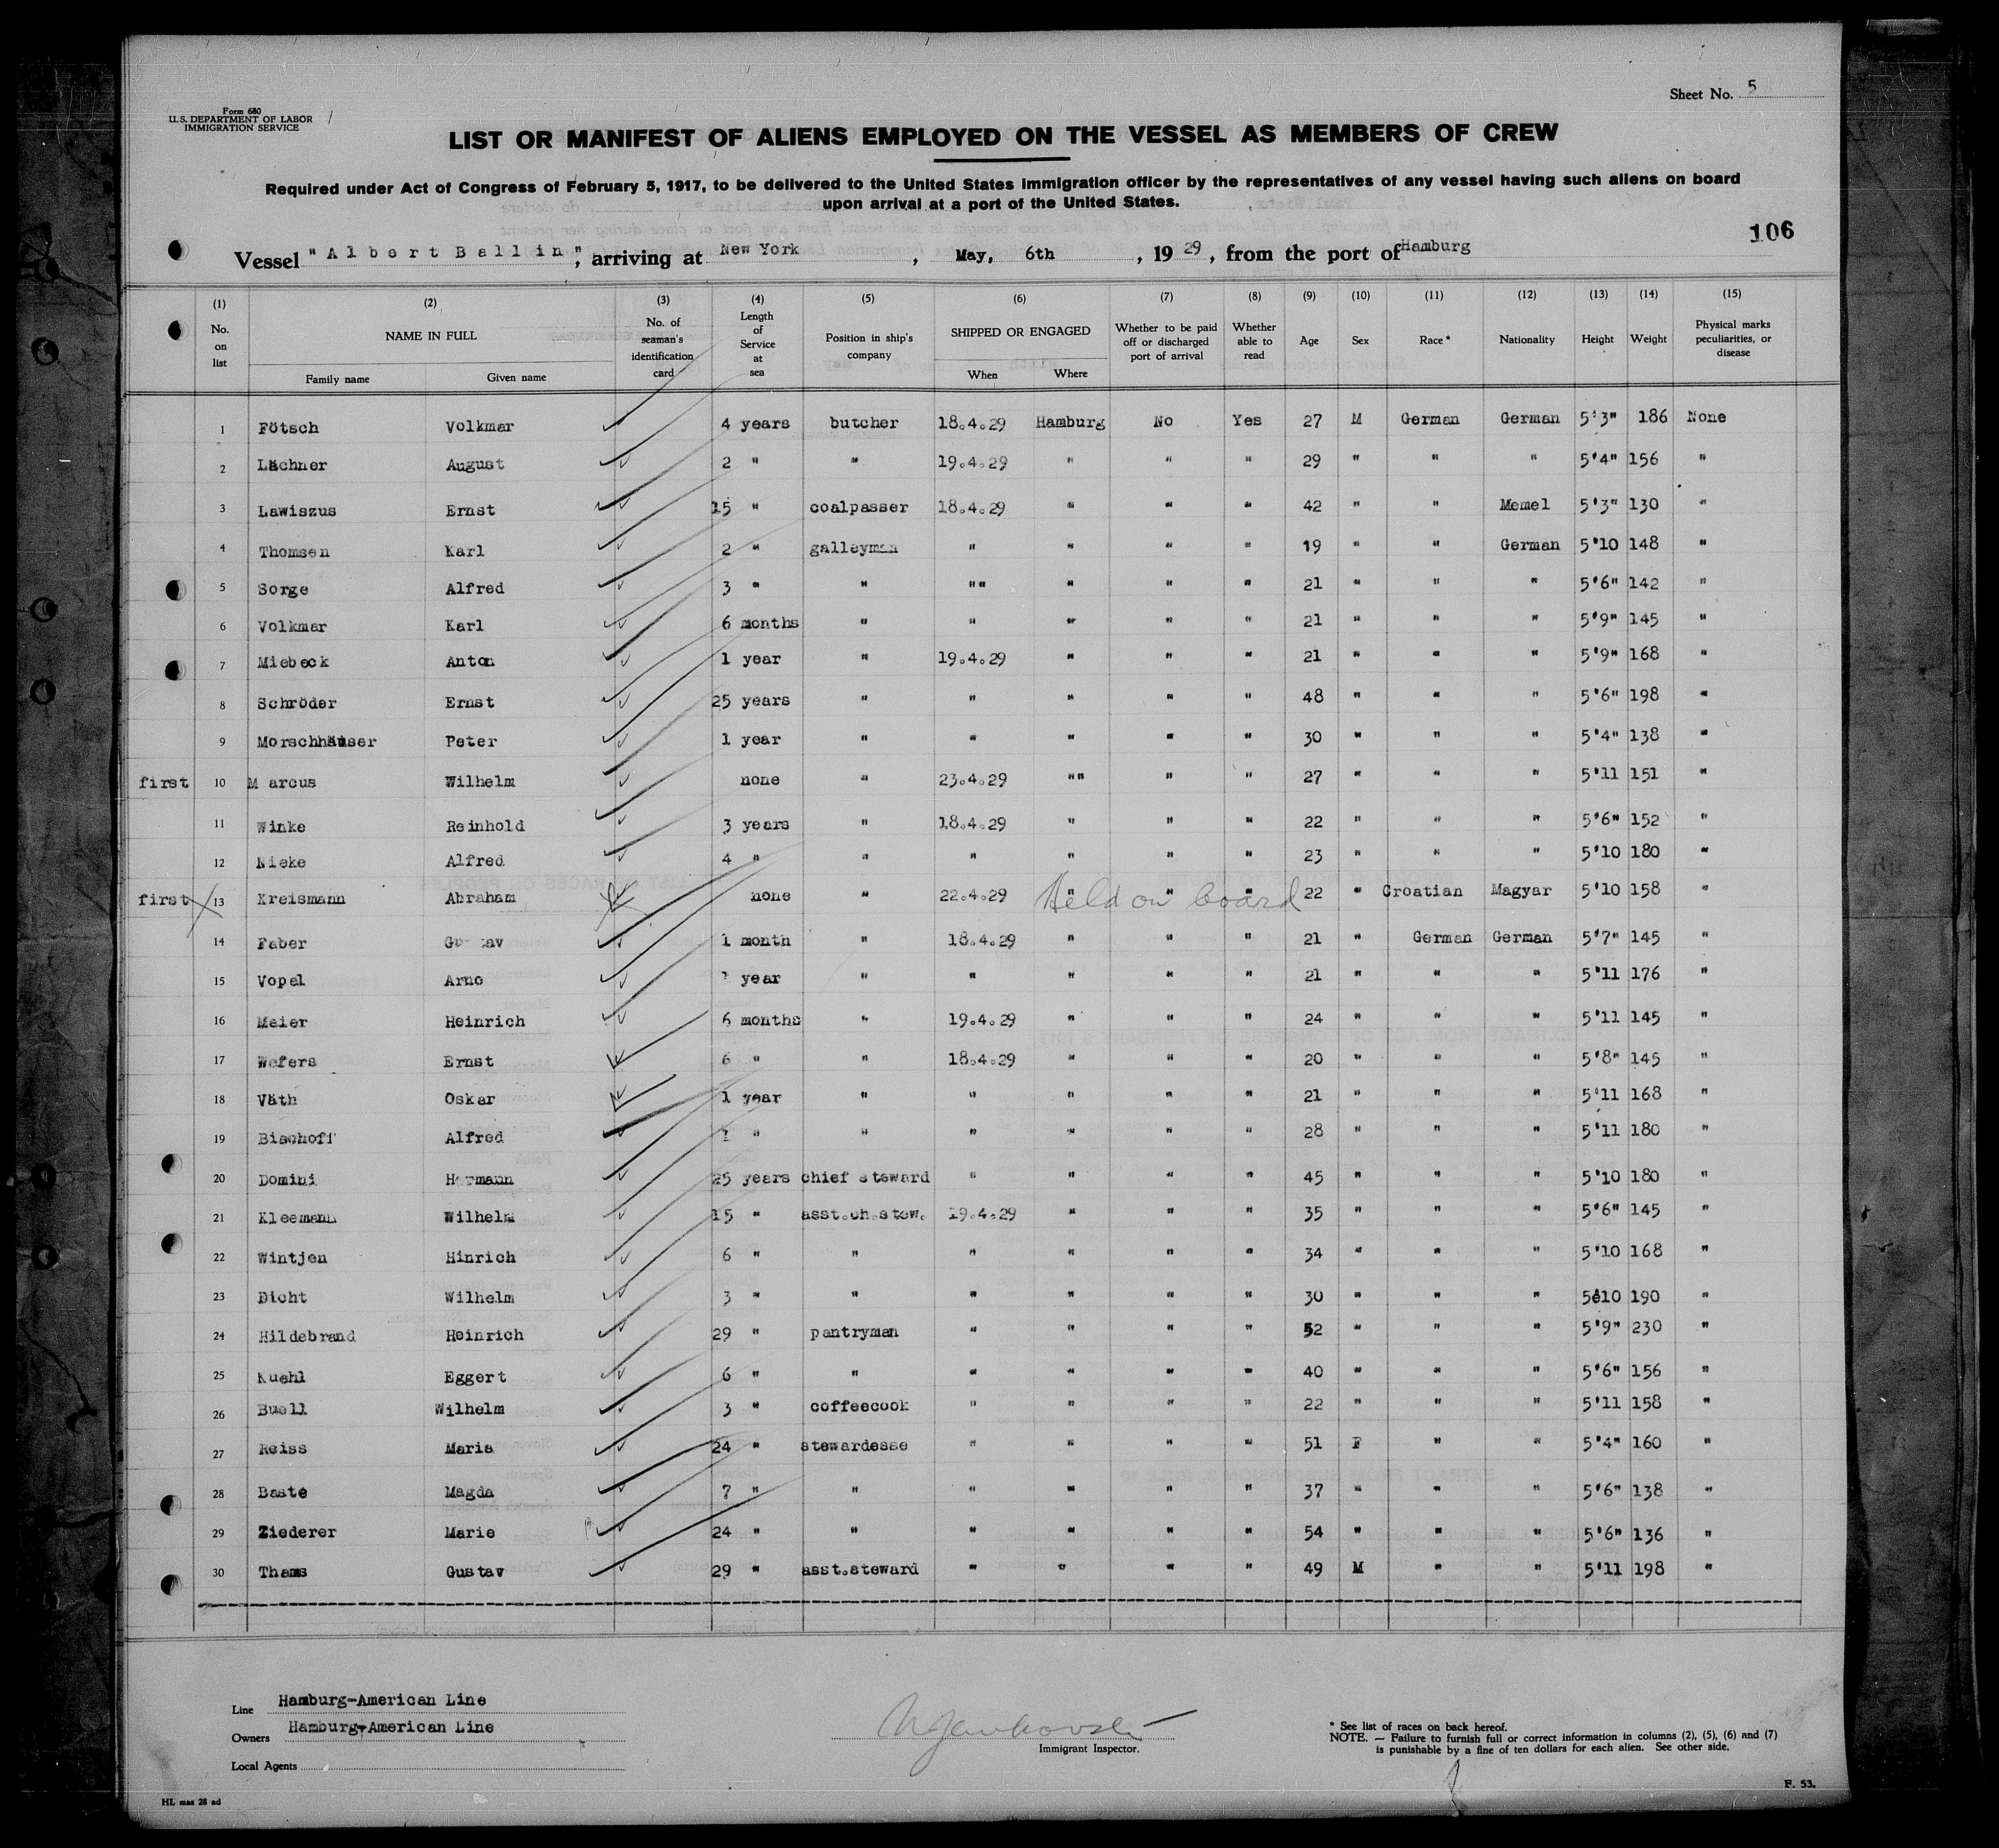 Form 680
U.S. DEPARTMENT OF LABOR
IMMIGRATION SERVICE
Sheet No. 5
LIST OR MANIFEST OF ALIENS EMPLOYED ON THE VESSEL AS MEMBERS OF CREW
Required under Act of Congress of February 5, 1917, to be delivered to the United States immigration officer by the representatives of any vessel having such aliens on board
upon arrival at a port of the United States.
106
Vessel "Albert Ballin", arriving at New York, May, 6th, 1929, from the port of Hamburg
(1) (2) (3) (4) (5) (6) (7) (8) (9) (10) (11) (12) (13) (14) (15)
No. on list NAME IN FULL Family name Given name No. of seaman's identification card Length of Service at sea Position in ship's company SHIPPED OR ENGAGED When Where Whether to be paid off or discharged port of arrival Whether able to read Age Sex Race* Nationality Height Weight Physical marks peculiarities, or disease
1 Fötsch Volkmar 4 years butcher 18.4.29 Hamburg No Yes 27 M German German 5'3" 186 None
2 Lächner August 2 " " 19.4.29 " " " 29 " " " 5'4" 156 "
3 Lawiszus Ernst 15 " coalpasser 18.4.29 " " " 42 " " Memel 5'3" 130 "
4 Thomsen Karl 2 " galleyman " " " " 19 " " German 5'10 148 "
5 Sorge Alfred 3 " " "" " " " 21 " " " 5'6" 142 "
6 Volkmar Karl 6 months " " " " " 21 " " " 5'9" 145 "
7 Miebeck Anton 1 year " 19.4.29 " " " 21 " " " 5'9" 168 "
8 Schröder Ernst 25 years " " " " " 48 " " " 5'6" 198 "
9 Morschhäuser Peter 1 year " " " " " 30 " " " 5'4" 138 "
first 10 M arcus Wilhelm none " 23.4.29 "" " " 27 " " " 5'11 151 "
11 Winke Reinhold 3 years " 18.4.29 " " " 22 " " " 5'6" 152 "
12 Nieke Alfred 4 " " " " " " 23 " " " 5'10 180 "
first 13 Kreismann Abraham none " 22.4.29 " " " Held on board 22 " Croatian Magyar 5'10 158 "
14 Faber 1 month " 18.4.29 " " " 21 " German German 5'7" 145 "
15 Vopel Arno year " " " " " 21 " " " 5'11 176 "
16 Meier Heinrich 6 months " 19.4.29 " " " 24 " " " 5'11 145 "
17 Wefers Ernst 6 " " 18.4.29 " " " 20 " " " 5'8" 145 "
18 Väth Oskar 1 year " " " " " 21 " " " 5'11 168 "
19 Bischoff Alfred 1 " " " " " " 28 " " " 5'11 180 "
20 Domini Hermann 25 years chief steward " " " " 45 " " " 5'10 180 "
21 Kleemann Wilhelm 15 " asst.ch.stew. 19.4.29 " " " 35 " " " 5'6" 145 "
22 Wintjen Hinrich 6 " " " " " " 34 " " " 5'10 168 "
23 Dicht Wilhelm 3 " " " " " " 30 " " " 5'10 190 "
24 Hildebrand Heinrich 29 " pantryman " " " " 52 " " " 5'9" 230 "
25 Kuehl Eggert 6 " " " " " " 40 " " " 5'6" 156 "
26 Buell Wilhelm 3 " coffeecook " " " " 22 " " " 5'11 158 "
27 Reiss Maria 24 " stewardesse " " " " 51 F " " 5'4" 160 "
28 Baste Magda 7 " " " " " " 37 " " " 5'6" 138 "
29 Ziederer Marie 24 " " " " " " 54 " " " 5'6" 136 "
30 Thams Gustav 29 " asst.steward " " " " 49 M " " 5'11 198 "
Line Hamburg-American Line
Owners Hamburg-American Line
Local Agents
Immigrant Inspector.
* See list of races on back hereof.
NOTE. — Failure to furnish full or correct information in columns (2), (5), (6) and (7)
is punishable by a fine of ten dollars for each alien. See other side.
F. 53.
HL mas 28 ad